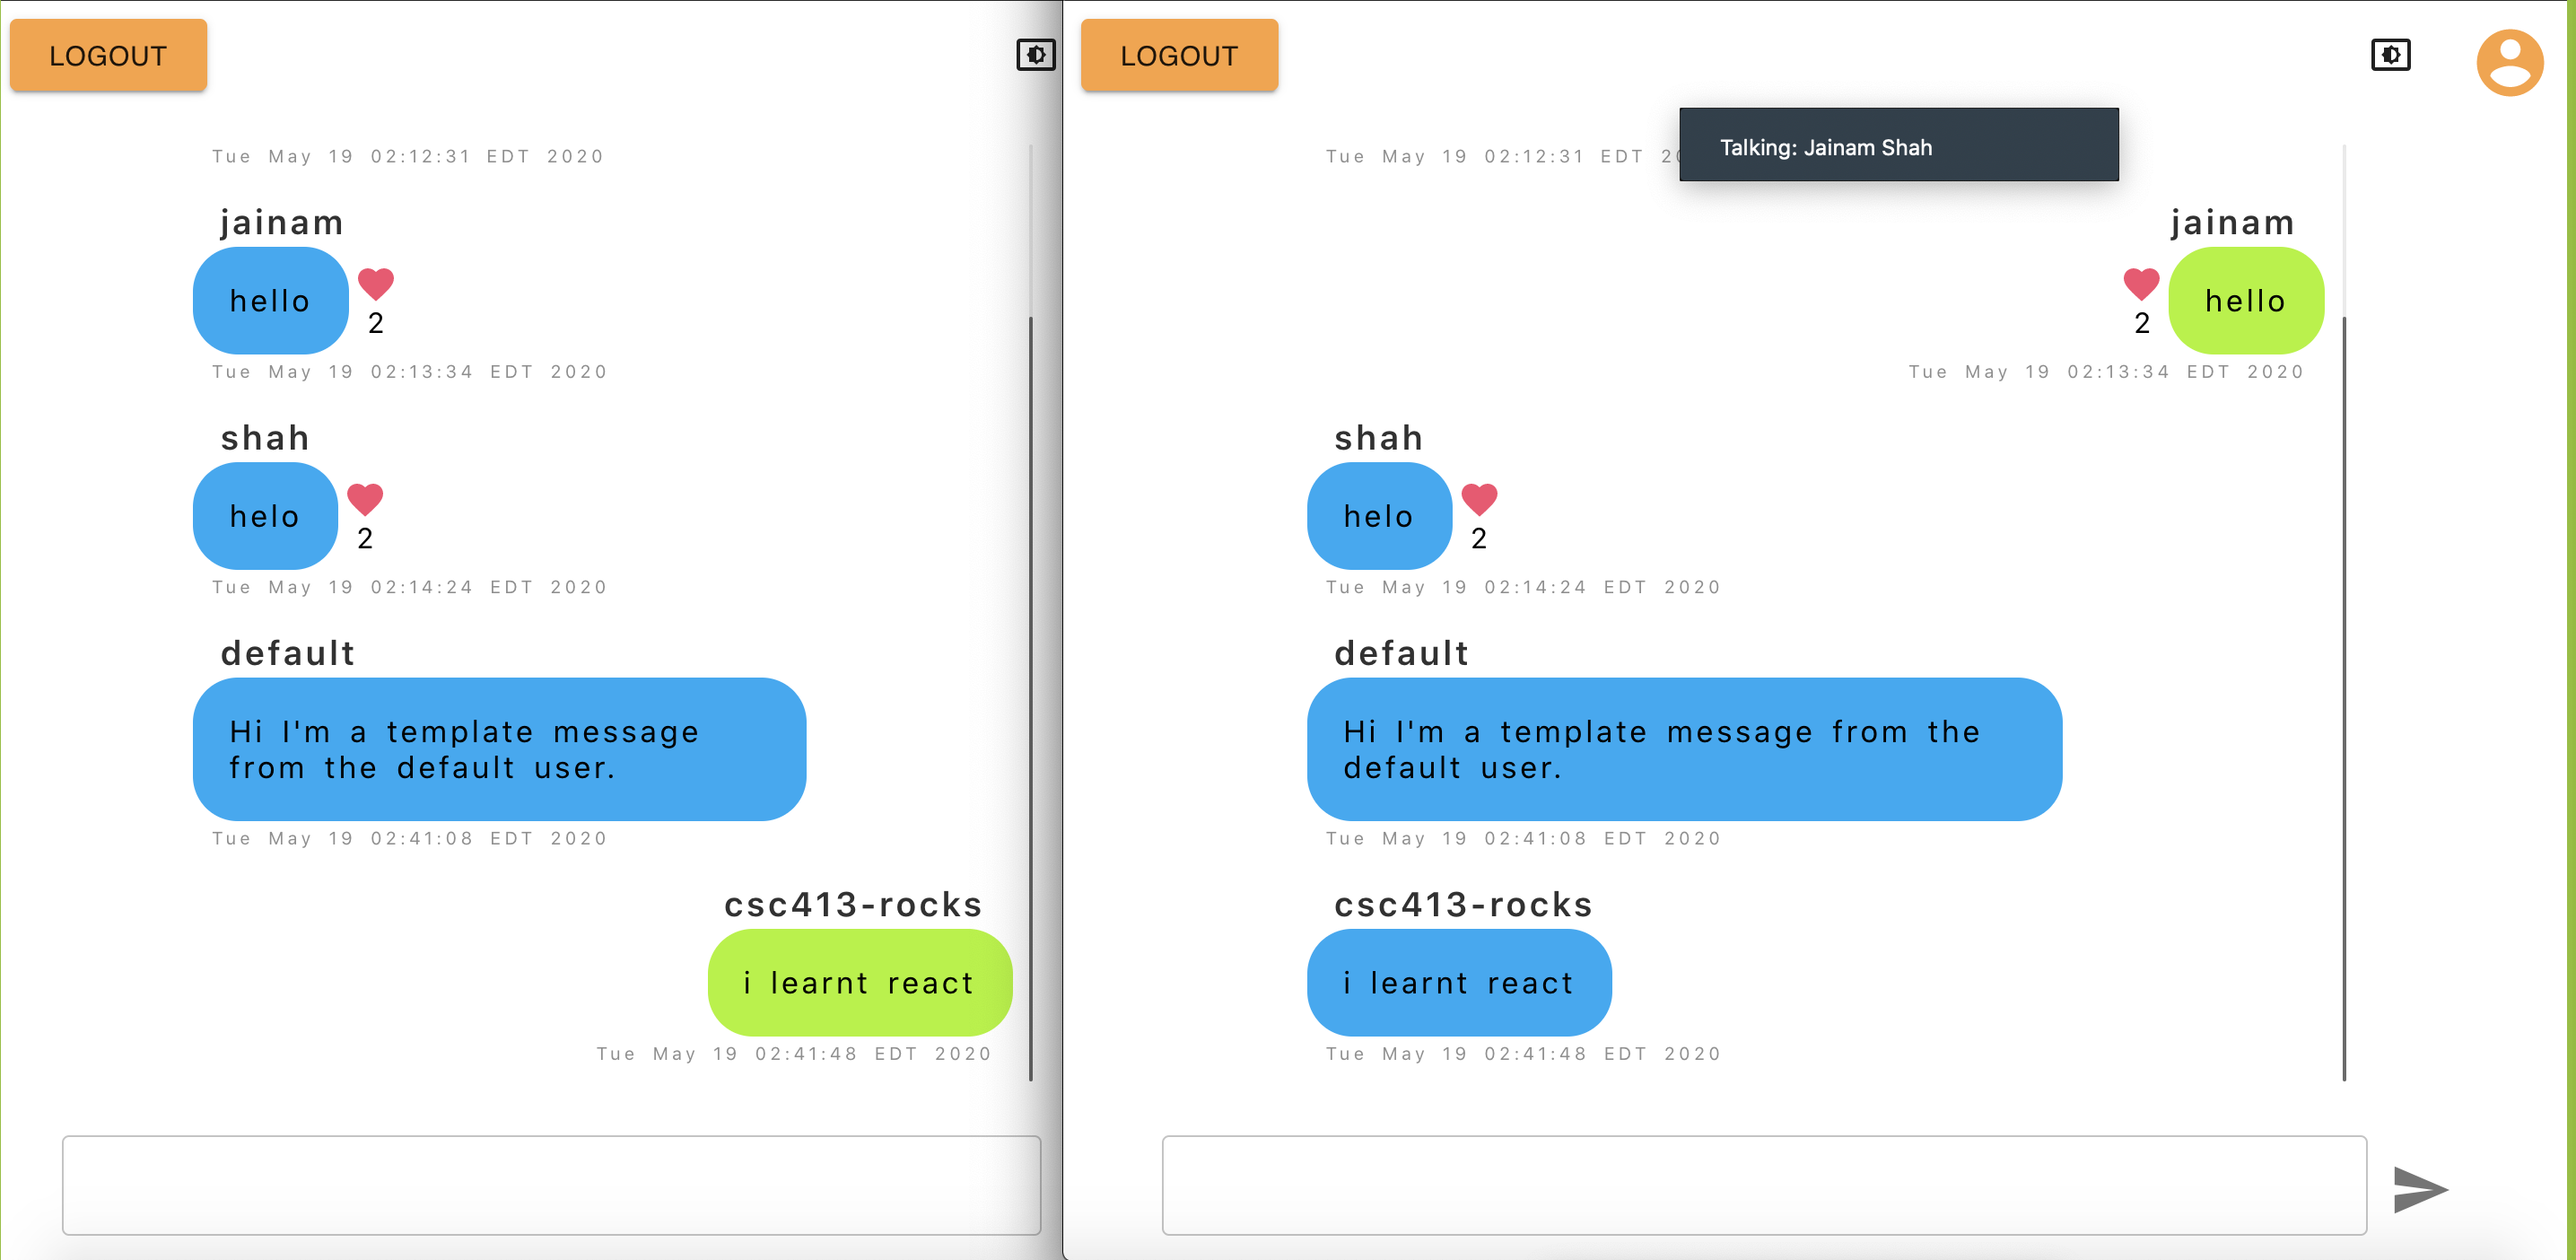 LOGOUT
Tue May 19 02:12:31 EDT 2020
jainam
hello
2
Tue May 19 02:13:34 EDT 2020
shah
helo
2
Tue May 19 02:14:24 EDT 2020
default
Hi I'm a template message
from the default user.
Tue May 19 02:41:08 EDT 2020
csc413-rocks
i learnt react
Tue May 19 02:41:48 EDT 2020
LOGOUT
Talking: Jainam Shah
Tue May 19 02:12:31 EDT
jainam
hello
2
Tue May 19 02:13:34 EDT 2020
shah
helo
2
Tue May 19 02:14:24 EDT 2020
default
Hi I'm a template message from the
default user.
Tue May 19 02:41:08 EDT 2020
csc413-rocks
i learnt react
Tue May 19 02:41:48 EDT 2020